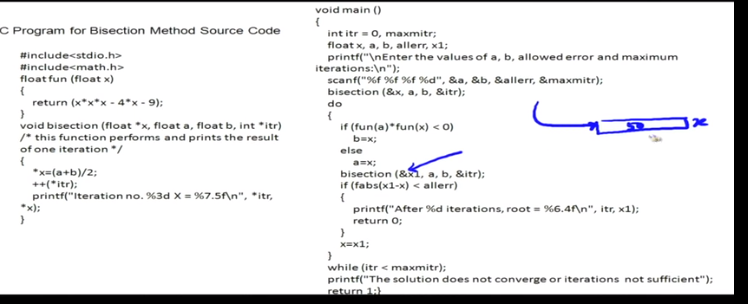 C Program for Bisection Method Source Code
#include<stdio.h>
#include<math.h>
float fun (float x)
{
return (x*x*x - 4*x - 9);
}
void bisection (float *x, float a, float b, int *itr)
/* this function performs and prints the result
of one iteration */
{
*x=(a+b)/2;
++(*itr);
printf("Iteration no. %3d X = %7.5f\n", *itr,
*x);
}
void main ()
{
int itr = 0, maxmitr;
float x, a, b, allerr, x1;
printf("\nEnter the values of a, b, allowed error and maximum
iterations:\n");
scanf("%f %f %f %d", &a, &b, &allerr, &maxmitr);
bisection (&x, a, b, &itr);
do
{
if (fun(a)*fun(x) < 0)
b=x;
else
a=x;
bisection (&x1, a, b, &itr);
if (fabs(x1-x) < allerr)
{
printf("After %d iterations, root = %6.4f\n", itr, x1);
return 0;
}
x=x1;
}
while (itr < maxmitr);
printf("The solution does not converge or iterations not sufficient");
return 1;}
50 x